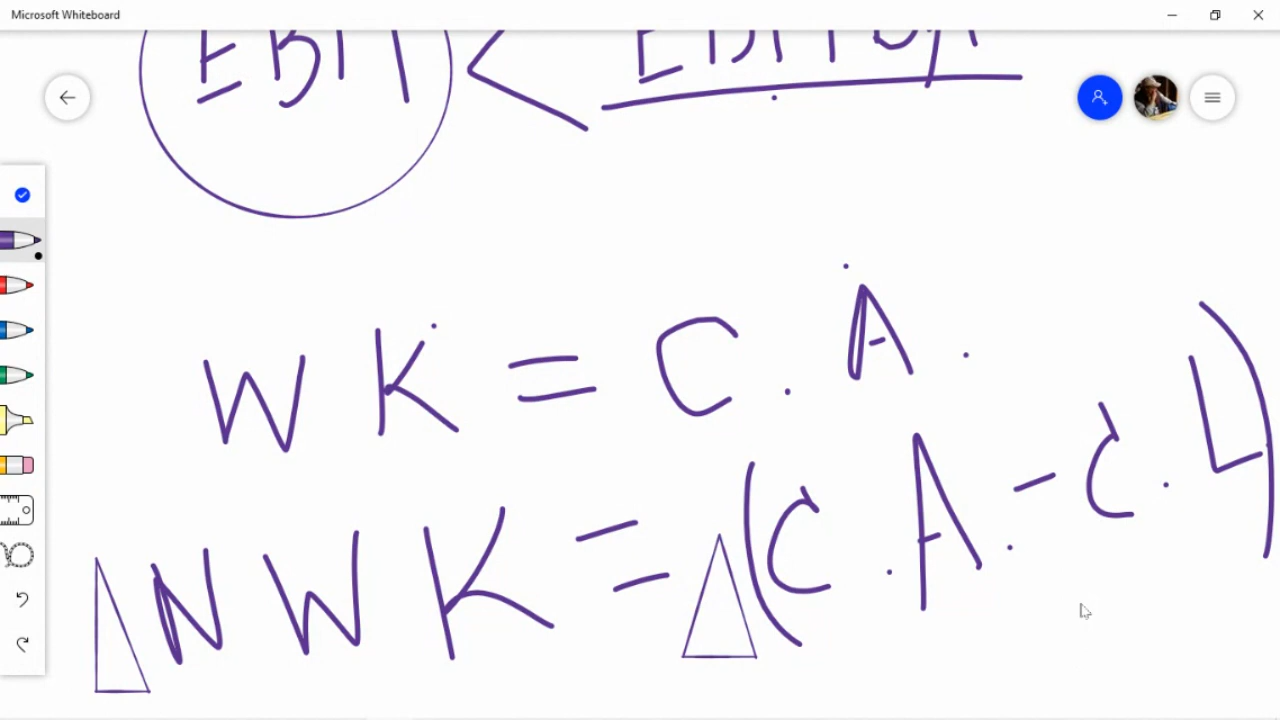 Microsoft Whiteboard
EBIT < EBITDA
WK = C.A.
ΔNWK = Δ(C.A. - C.L)